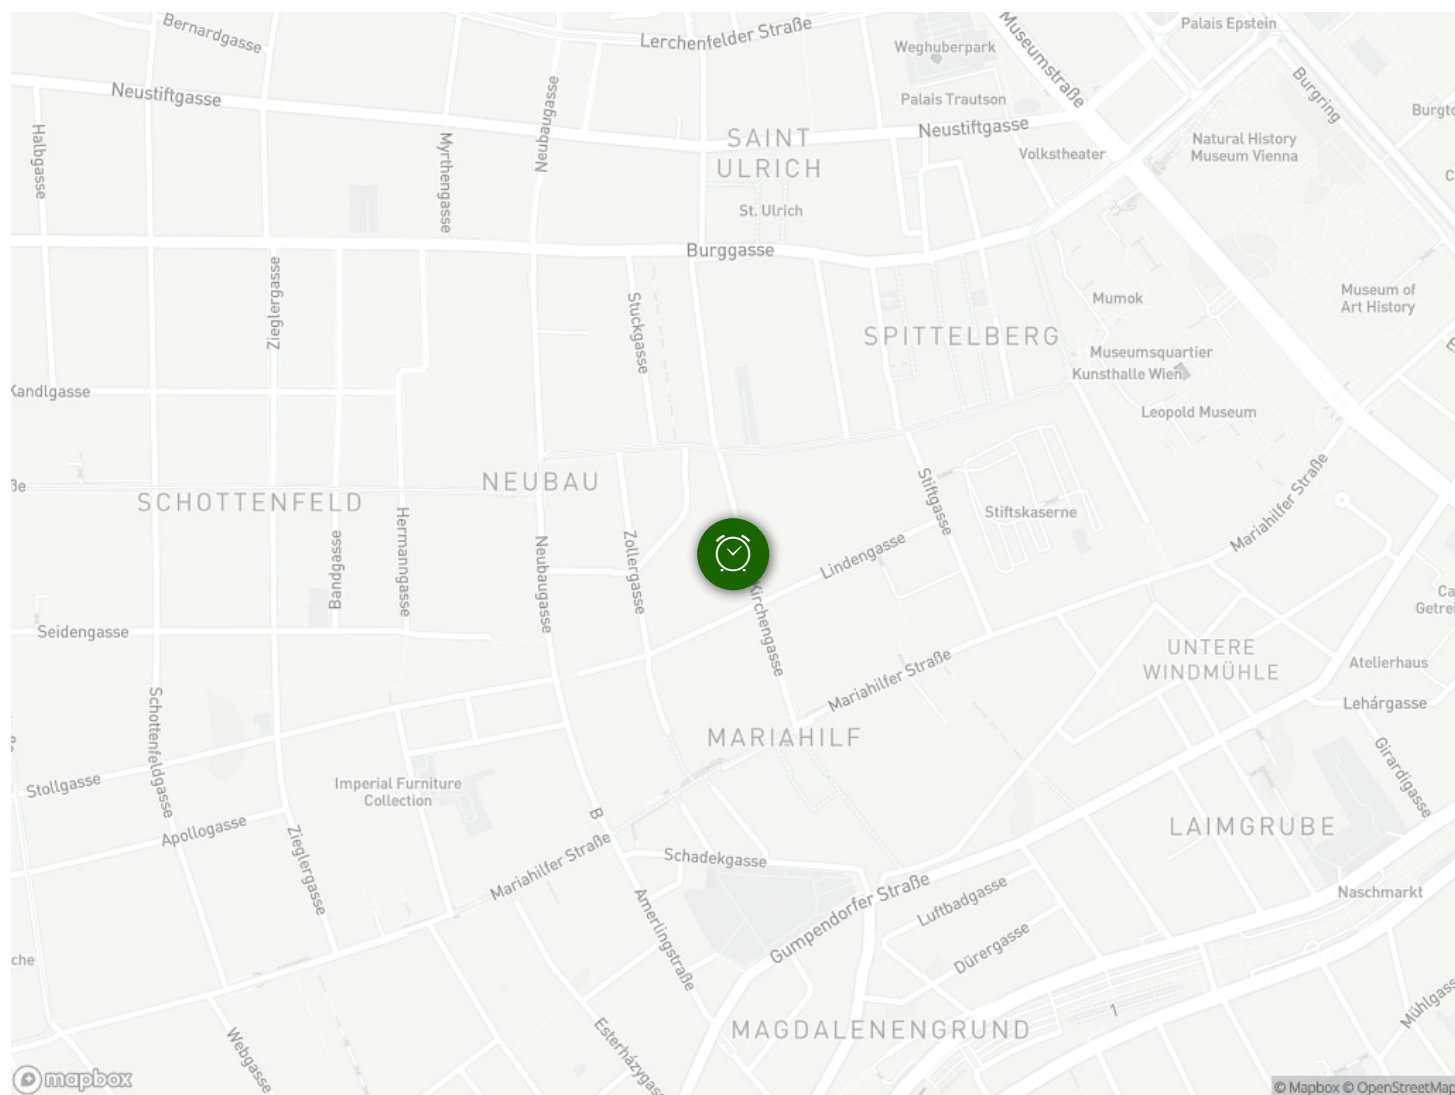 Bernardgasse
Lerchenfelder Straße
Museumstraße
Palais Epstein
Weghuberpark
Burgring
Neustiftgasse
Palais Trautson
Neustiftgasse
Halbgasse
Myrthengasse
Neubaugasse
SAINT
ULRICH
Volkstheater
Natural History
Museum Vienna
St. Ulrich
Burggasse
Zieglergasse
Stuckgasse
Mumok
Museum of
Art History
SPITTELBERG
Museumsquartier
Kunsthalle Wien
Kandlgasse
Leopold Museum
NEUBAU
SCHOTTENFELD
Stiftgasse
Stiftskaserne
Mariahilfer Straße
Hermanngasse
Bandgasse
Neubaugasse
Zollergasse
Lindengasse
Kirchengasse
Seidengasse
UNTERE
WINDMÜHLE
Atelierhaus
Mariahilfer Straße
Lehárgasse
Schottenfeldgasse
MARIAHILF
Girardigasse
Stollgasse
Imperial Furniture
Collection
B
Apollogasse
LAIMGRUBE
Zieglergasse
Mariahilfer Straße
Schadekgasse
Naschmarkt
Amerlingstraße
Gumpendorfer Straße
Luftbadgasse
Dürergasse
che
1
Mühlgasse
MAGDALENENGRUND
Webgasse
Esterházygass
mapbox
© Mapbox © OpenStreetMap